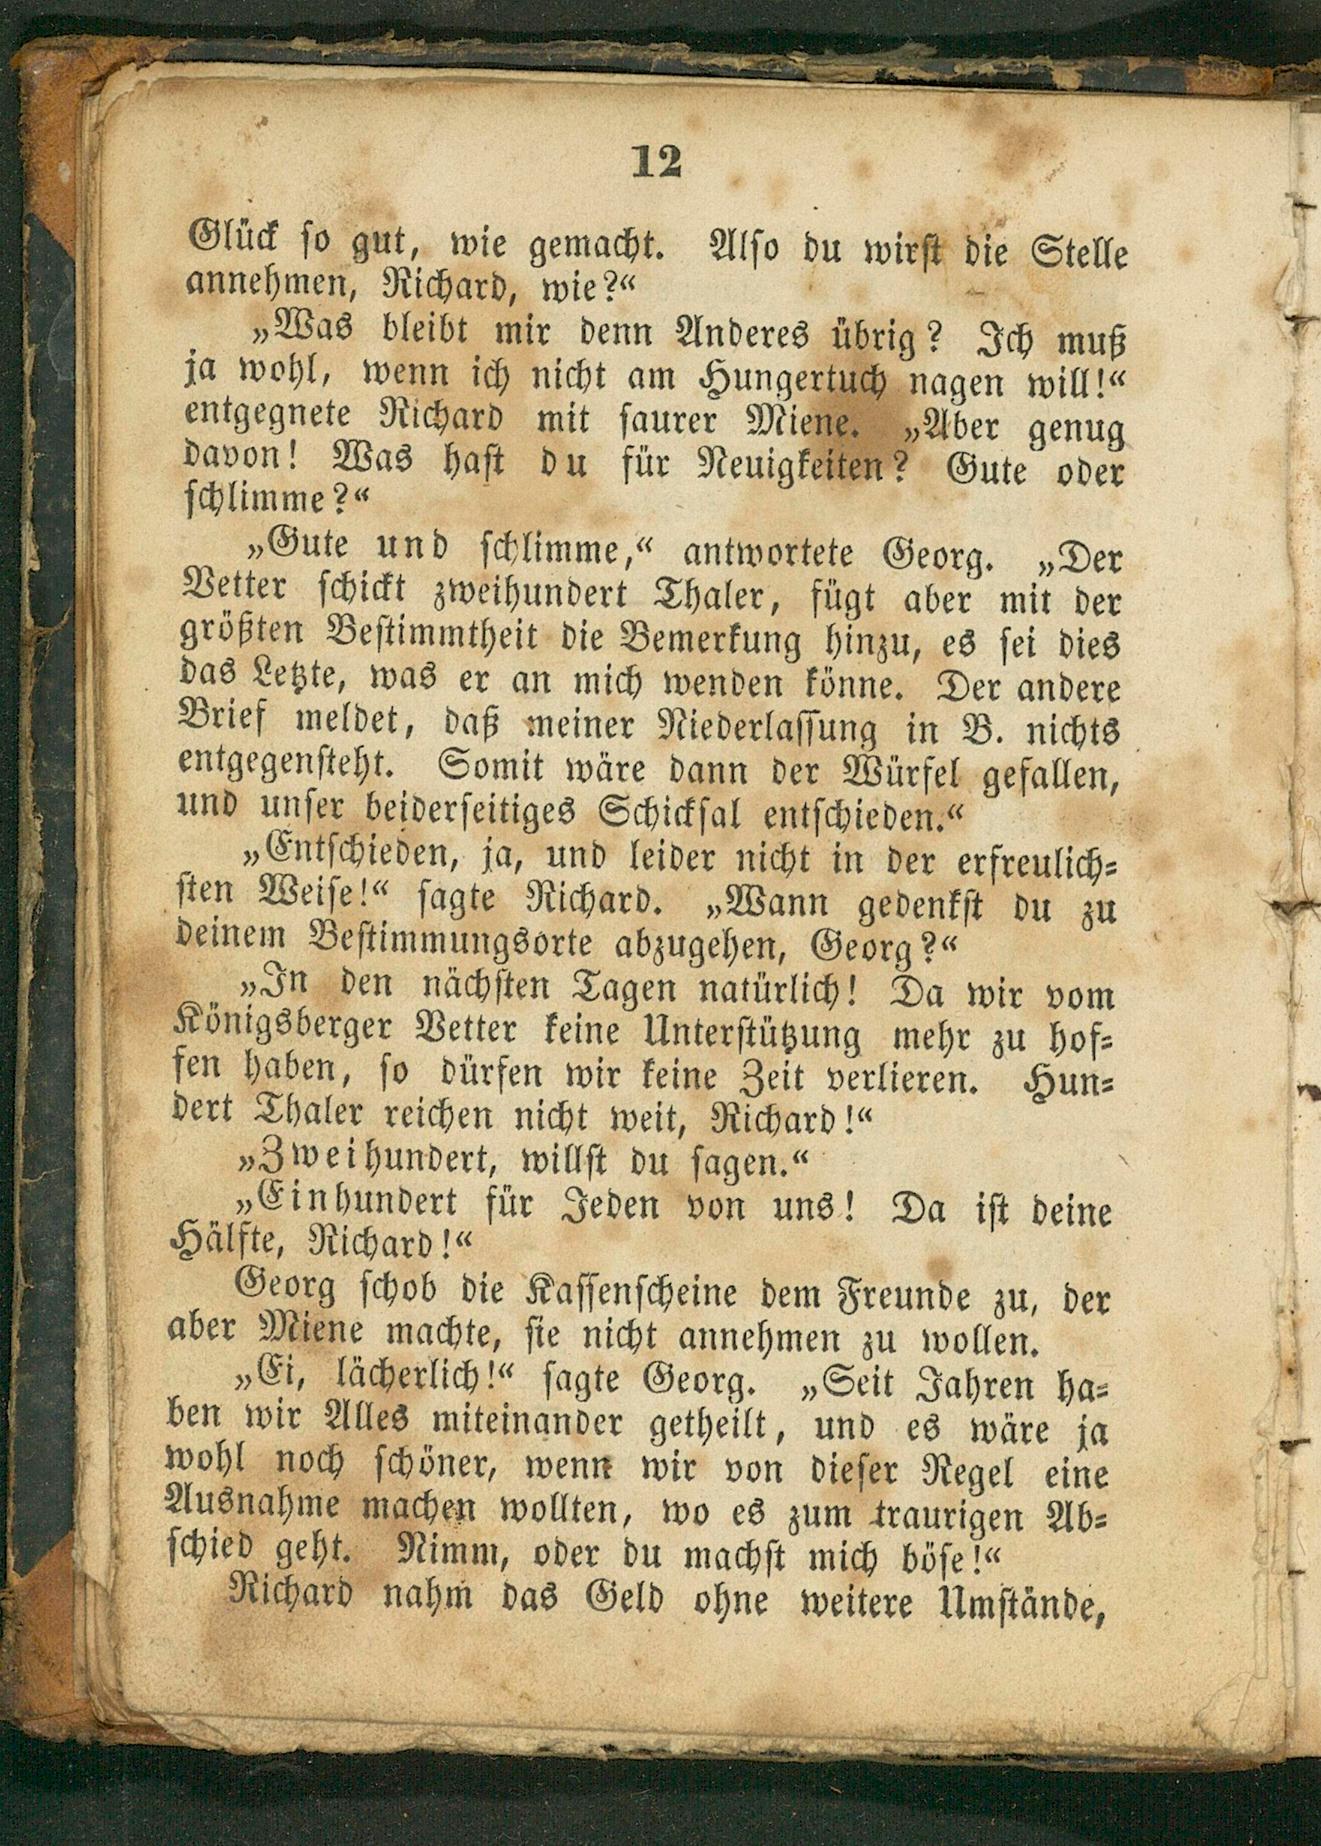 12
Glück so gut, wie gemacht. Also du wirst die Stelle
annehmen, Richard, wie?“
„Was bleibt mir denn Anderes übrig? Ich muß
ja wohl, wenn ich nicht am Hungertuch nagen will!“
entgegnete Richard mit saurer Miene. „Aber genug
davon! Was hast du für Neuigkeiten? Gute oder
schlimme?“
„Gute und schlimme,“ antwortete Georg. „Der
Vetter schickt zweihundert Thaler, fügt aber mit der
größten Bestimmtheit die Bemerkung hinzu, es sei dies
das Letzte, was er an mich wenden könne. Der andere
Brief meldet, daß meiner Niederlassung in B. nichts
entgegensteht. Somit wäre dann der Würfel gefallen,
und unser beiderseitiges Schicksal entschieden.“
„Entschieden, ja, und leider nicht in der erfreulich-
sten Weise!“ sagte Richard. „Wann gedenkst du zu
deinem Bestimmungsorte abzugehen, Georg?“
„In den nächsten Tagen natürlich! Da wir vom
Königsberger Vetter keine Unterstützung mehr zu hof-
fen haben, so dürfen wir keine Zeit verlieren. Hun-
dert Thaler reichen nicht weit, Richard!“
„Zweihundert, willst du sagen.“
„Einhundert für Jeden von uns! Da ist deine
Hälfte, Richard!“
Georg schob die Kassenscheine dem Freunde zu, der
aber Miene machte, sie nicht annehmen zu wollen.
„Ei, lächerlich!“ sagte Georg. „Seit Jahren ha-
ben wir Alles miteinander getheilt, und es wäre ja
wohl noch schöner, wenn wir von dieser Regel eine
Ausnahme machen wollten, wo es zum traurigen Ab-
schied geht. Nimm, oder du machst mich böse!“
Richard nahm das Geld ohne weitere Umstände,